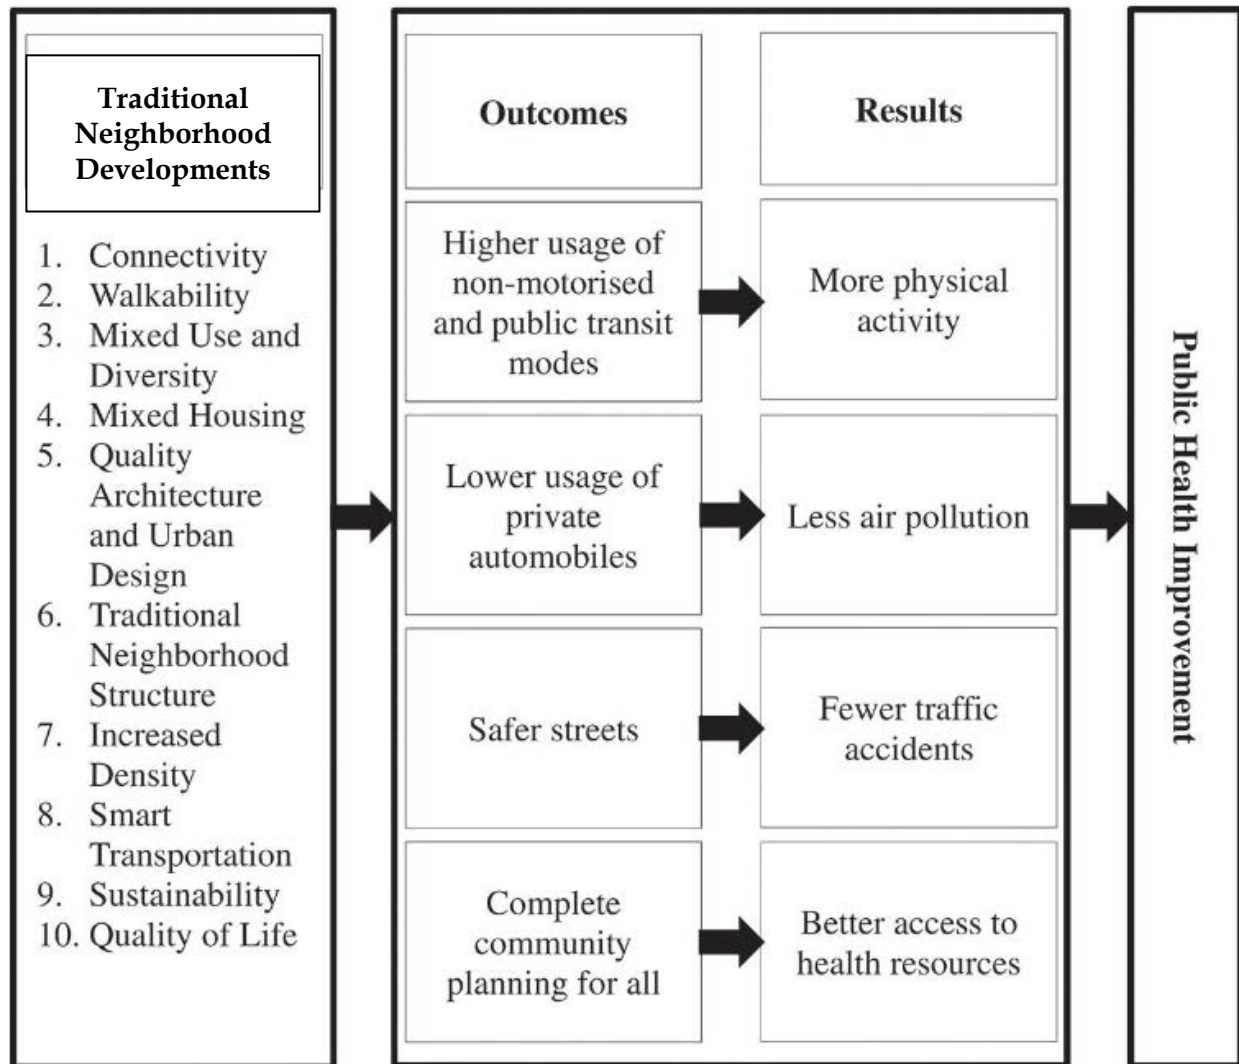 Traditional
Neighborhood
Developments
1. Connectivity
2. Walkability
3. Mixed Use and
Diversity
4. Mixed Housing
5. Quality
Architecture
and Urban
Design
6. Traditional
Neighborhood
Structure
7. Increased
Density
8. Smart
Transportation
9. Sustainability
10. Quality of Life
Outcomes
Results
Higher usage of
non-motorised
and public transit
modes
More physical
activity
Lower usage of
private
automobiles
Less air pollution
Safer streets
Fewer traffic
accidents
Complete
community
planning for all
Better access to
health resources
Public Health Improvement